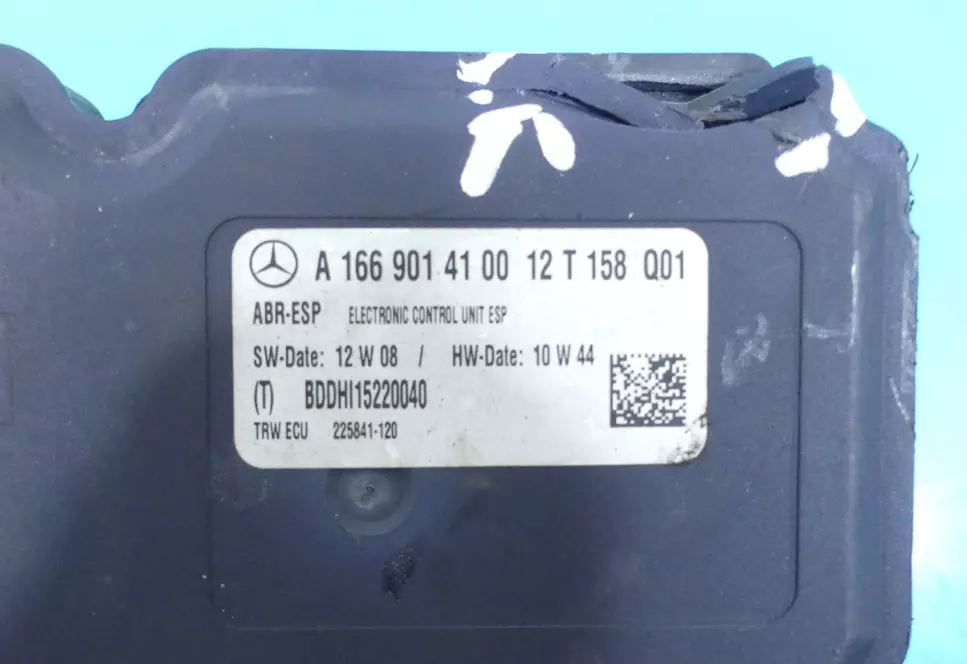 A 166 901 41 00 12 T 158 Q01
ABR-ESP ELECTRONIC CONTROL UNIT ESP
SW-Date: 12 W 08 / HW-Date: 10 W 44
(T) BDDHI15220040
TRW ECU 225841-120